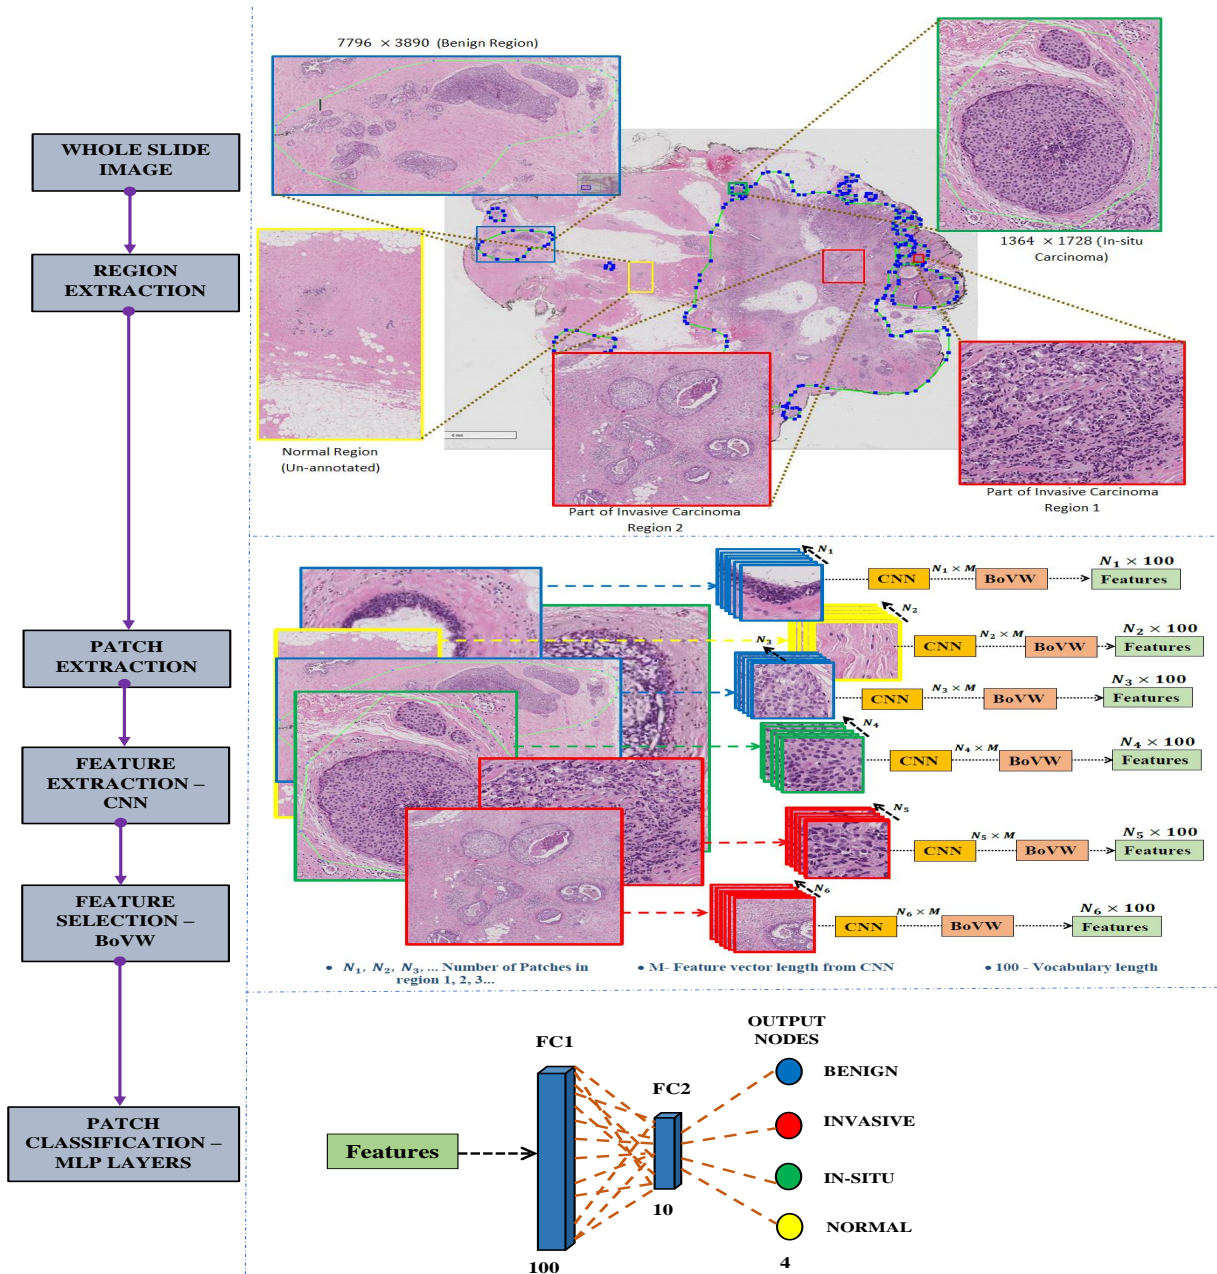 WHOLE SLIDE
IMAGE
REGION
EXTRACTION
PATCH
EXTRACTION
FEATURE
EXTRACTION –
CNN
FEATURE
SELECTION –
BoVW
PATCH
CLASSIFICATION –
MLP LAYERS
7796 × 3890 (Benign Region)
1364 × 1728 (In-situ
Carcinoma)
Normal Region
(Un-annotated)
Part of Invasive Carcinoma
Region 2
Part of Invasive Carcinoma
Region 1
N₁
CNN
N₁ × M
BoVW
N₁ × 100
Features
N₂
CNN
N₂ × M
BoVW
N₂ × 100
Features
N₃
CNN
N₃ × M
BoVW
N₃ × 100
Features
N₄
CNN
N₄ × M
BoVW
N₄ × 100
Features
N₅
CNN
N₅ × M
BoVW
N₅ × 100
Features
N₆
CNN
N₆ × M
BoVW
N₆ × 100
Features
• N₁, N₂, N₃, ... Number of Patches in
region 1, 2, 3...
• M- Feature vector length from CNN
• 100 - Vocabulary length
Features
FC1
100
FC2
10
OUTPUT
NODES
BENIGN
INVASIVE
IN-SITU
NORMAL
4